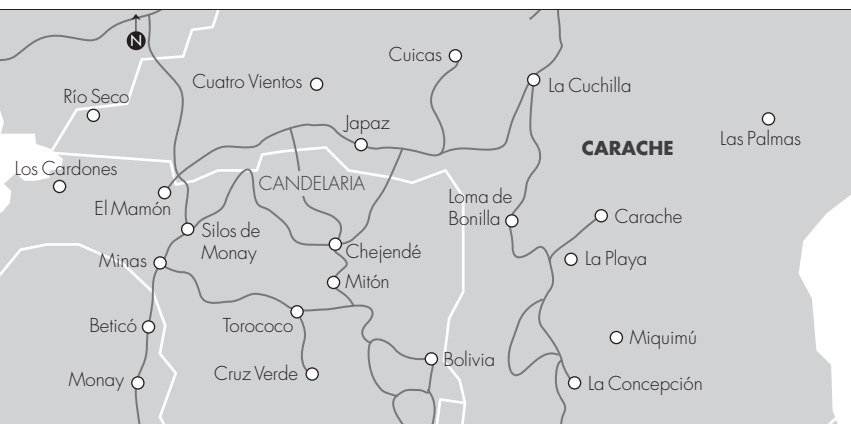 N
Cuicas
Cuatro Vientos
La Cuchilla
Río Seco
Japaz
CARACHE
Las Palmas
Los Cardones
CANDELARIA
El Mamón
Loma de
Bonilla
Carache
Silos de
Monay
Chejendé
La Playa
Minas
Mitón
Beticó
Torococo
Miquimú
Bolivia
Cruz Verde
Monay
La Concepción